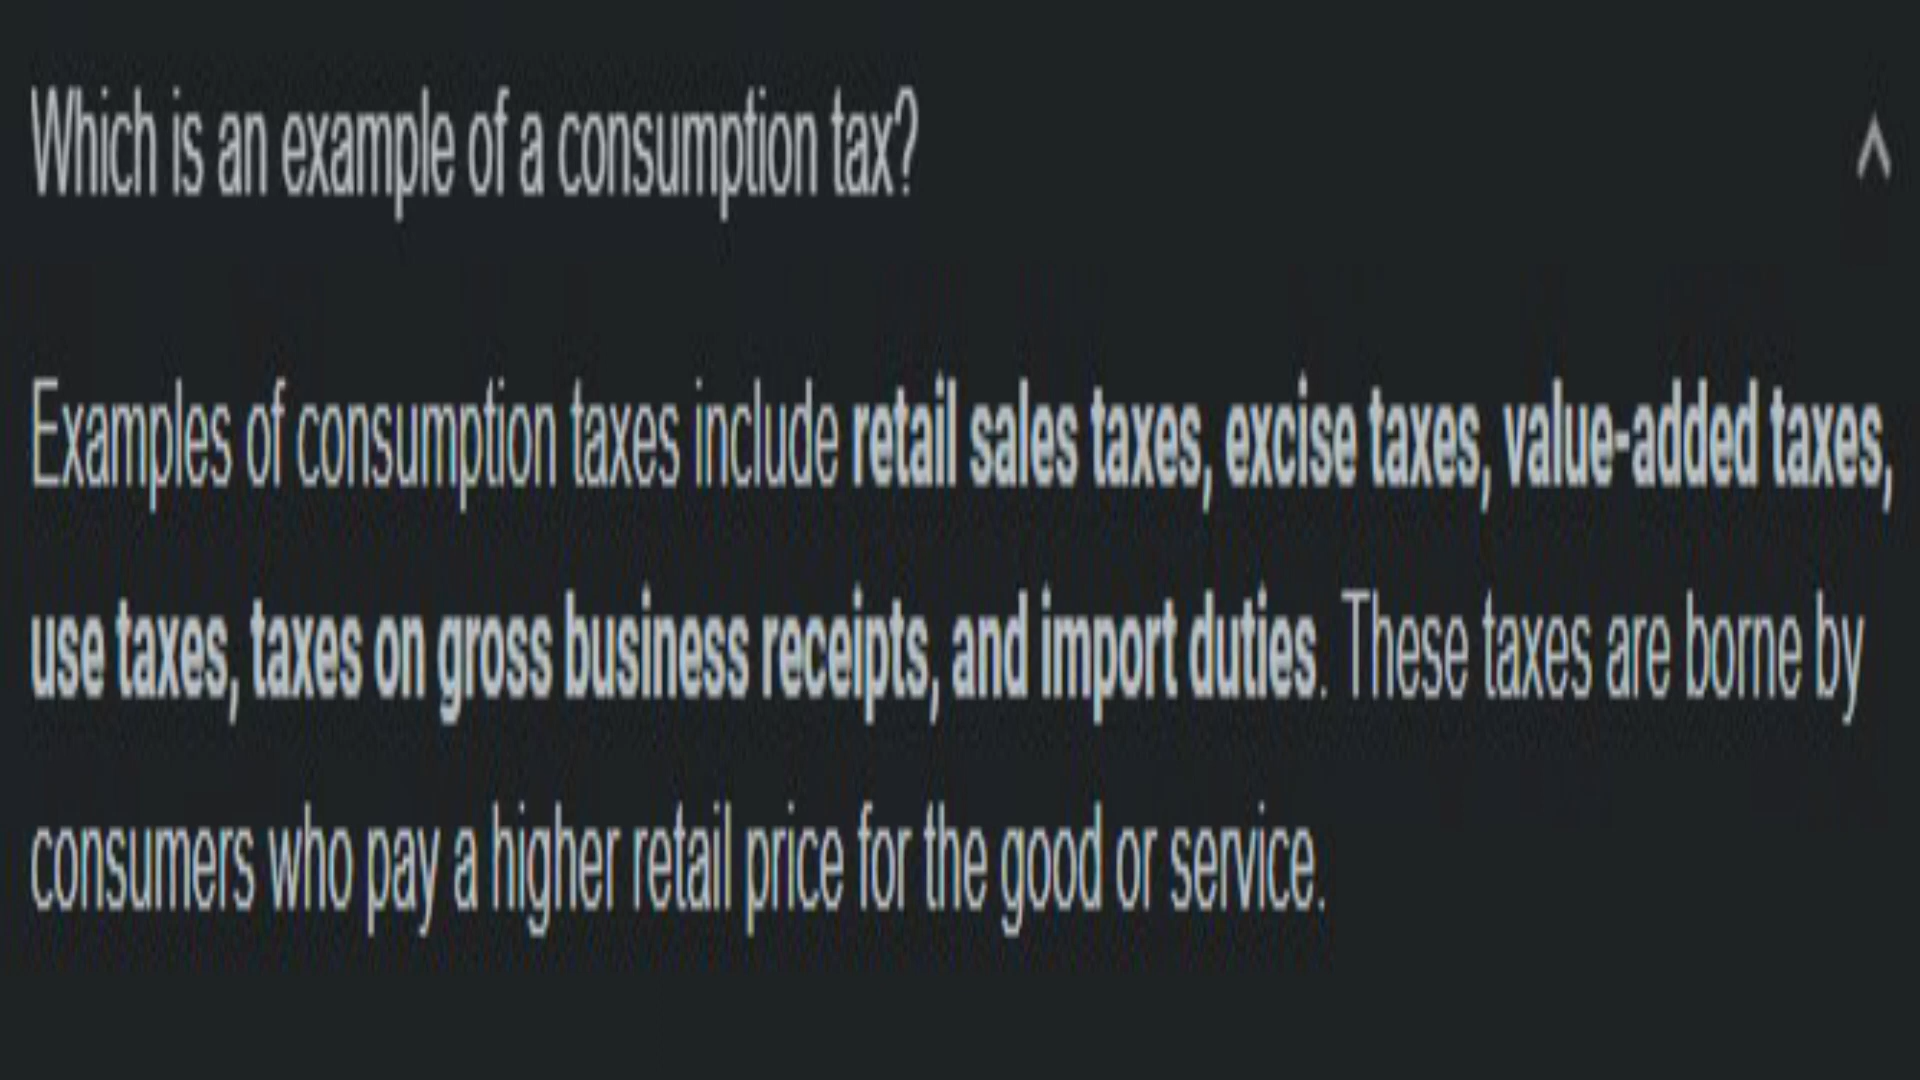 Which is an example of a consumption tax?
Examples of consumption taxes include retail sales taxes, excise taxes, value-added taxes,
use taxes, taxes on gross business receipts, and import duties. These taxes are borne by
consumers who pay a higher retail price for the good or service.